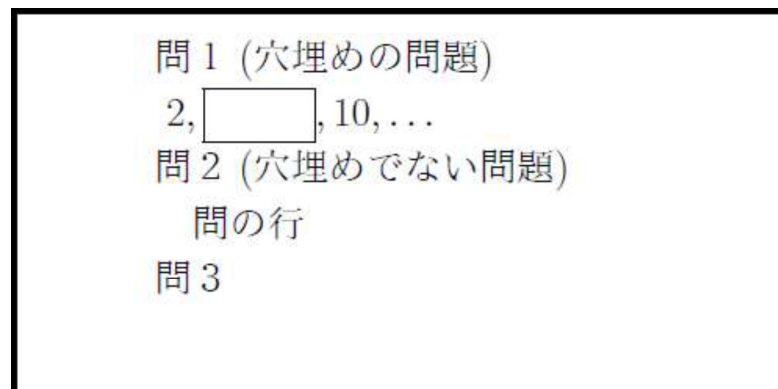 問 1 (穴埋めの問題)
2, , 10, . . .
問 2 (穴埋めでない問題)
問の行
問 3